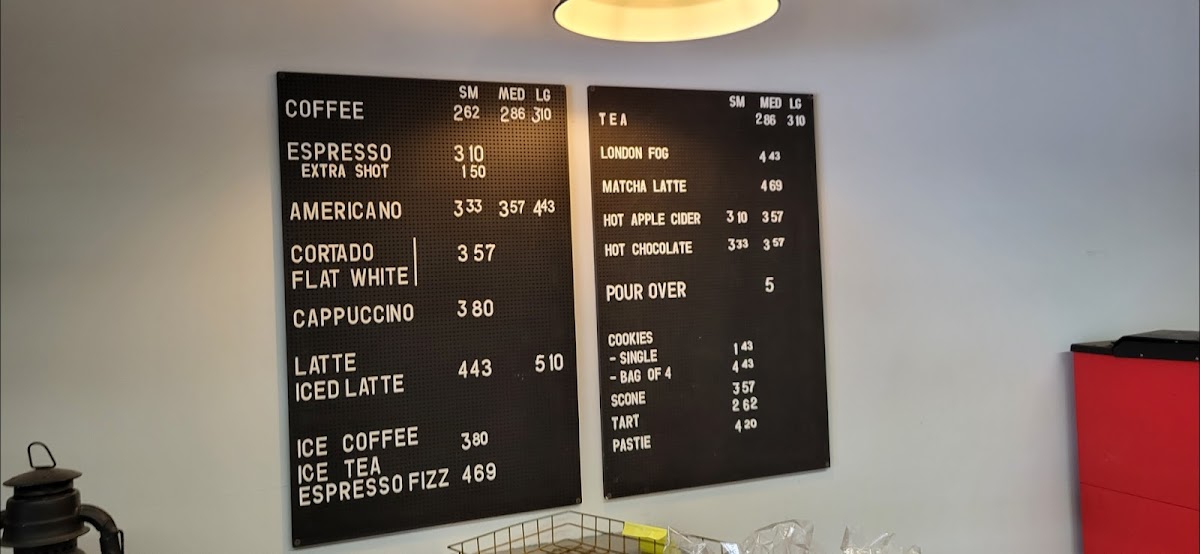 SM MED LG
COFFEE 262 286 310
ESPRESSO 310
EXTRA SHOT 150
AMERICANO 333 357 443
CORTADO 357
FLAT WHITE
CAPPUCCINO 380
LATTE 443 510
ICED LATTE
ICE COFFEE 380
ICE TEA
ESPRESSO FIZZ 469
SM MED LG
TEA 286 310
LONDON FOG 443
MATCHA LATTE 469
HOT APPLE CIDER 310 357
HOT CHOCOLATE 333 357
POUR OVER 5
COOKIES
- SINGLE 143
- BAG OF 4 443
SCONE 357
TART 262
PASTIE 420